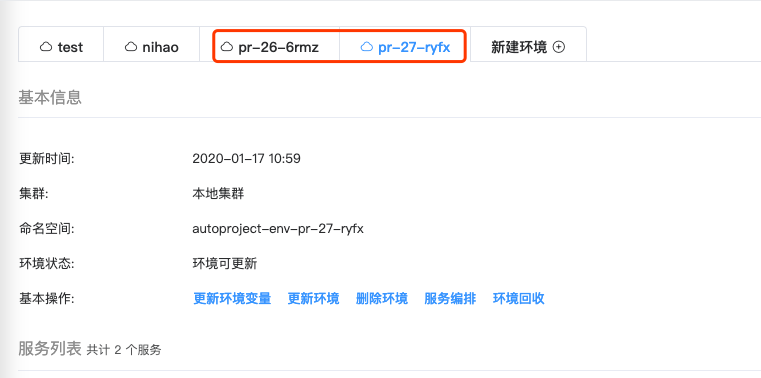 test nihao pr-26-6rmz pr-27-ryfx 新建环境
基本信息
更新时间: 2020-01-17 10:59
集群: 本地集群
命名空间: autoproject-env-pr-27-ryfx
环境状态: 环境可更新
基本操作: 更新环境变量 更新环境 删除环境 服务编排 环境回收
服务列表 共计 2 个服务